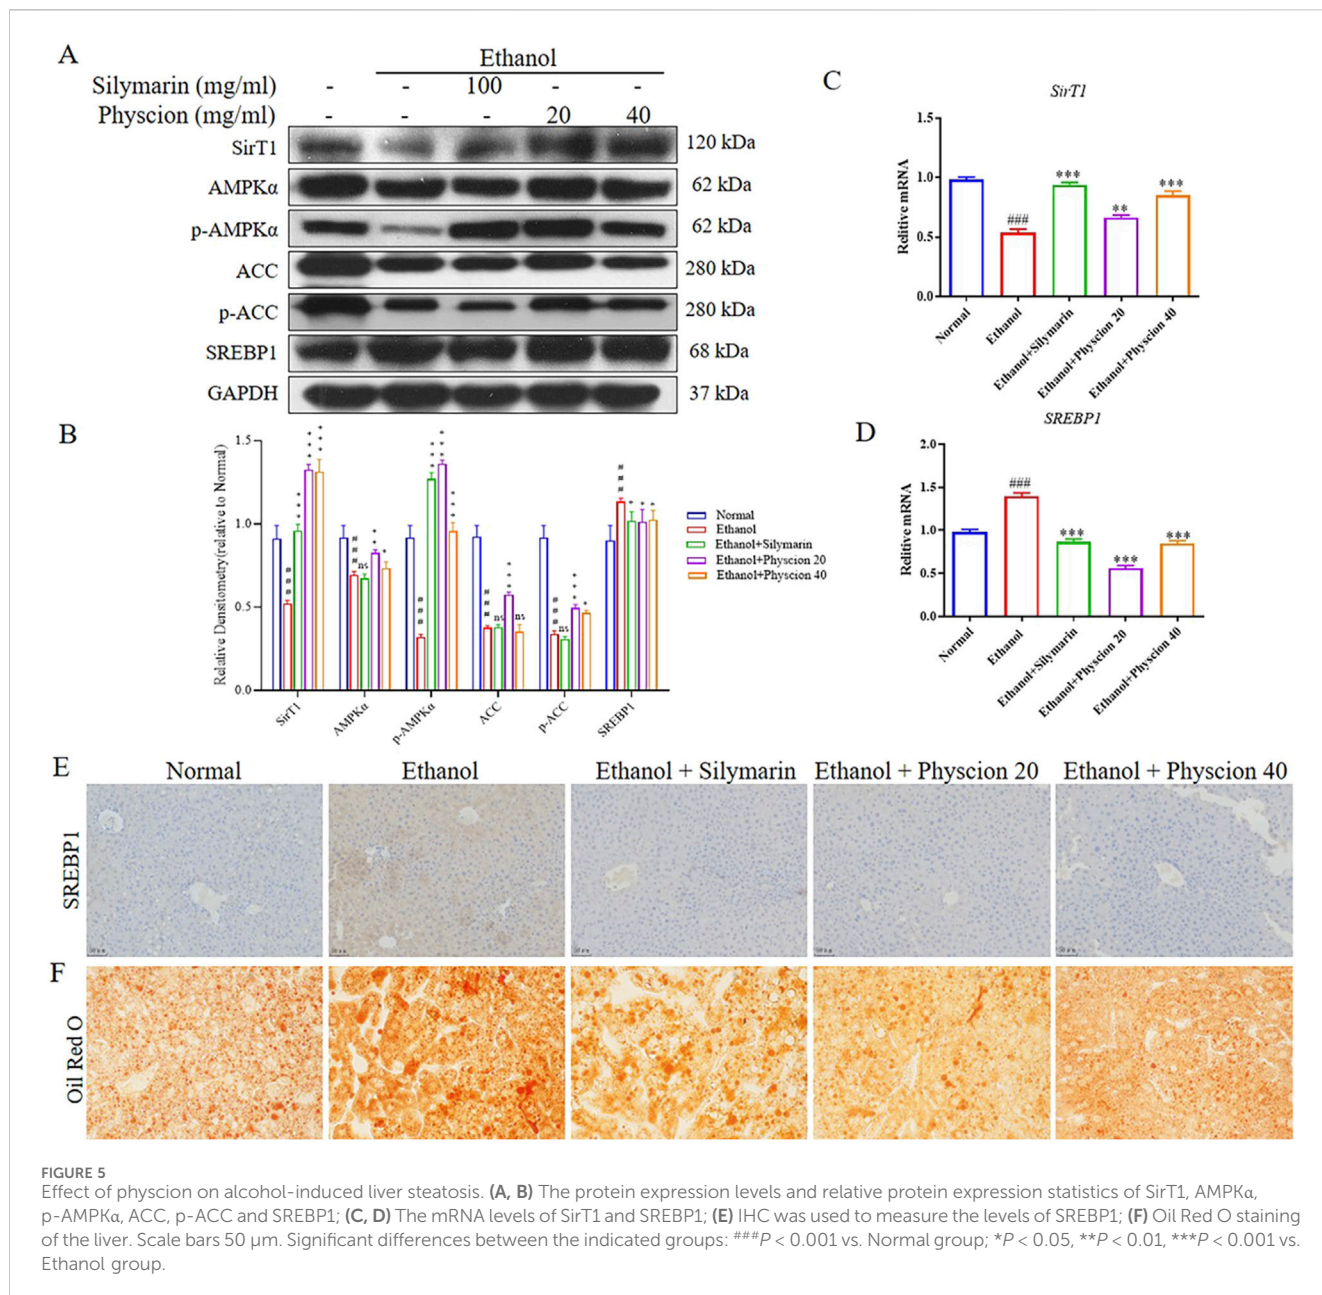 A
Ethanol
Silymarin (mg/ml) - - 100 - -
Physcion (mg/ml) - - - 20 40
SirT1 120 kDa
AMPKα 62 kDa
p-AMPKα 62 kDa
ACC 280 kDa
p-ACC 280 kDa
SREBP1 68 kDa
GAPDH 37 kDa
B
Relative Densitometry(relative to Normal)
1.5
1.0
0.5
0.0
###
***
***
***
###
ns
**
*
###
***
***
***
###
ns
***
ns
###
ns
***
*
###
*
*
*
SirT1
AMPKα
p-AMPKα
ACC
p-ACC
SREBP1
Normal
Ethanol
Ethanol+Silymarin
Ethanol+Physcion 20
Ethanol+Physcion 40
C
SirT1
Relitive mRNA
1.5
1.0
0.5
0.0
###
***
**
***
Normal
Ethanol
Ethanol+Silymarin
Ethanol+Physcion 20
Ethanol+Physcion 40
D
SREBP1
Relitive mRNA
2.0
1.5
1.0
0.5
0.0
###
***
***
***
Normal
Ethanol
Ethanol+Silymarin
Ethanol+Physcion 20
Ethanol+Physcion 40
E
Normal Ethanol Ethanol + Silymarin Ethanol + Physcion 20 Ethanol + Physcion 40
SREBP1
F
Oil Red O
FIGURE 5
Effect of physcion on alcohol-induced liver steatosis. (A, B) The protein expression levels and relative protein expression statistics of SirT1, AMPKα,
p-AMPKα, ACC, p-ACC and SREBP1; (C, D) The mRNA levels of SirT1 and SREBP1; (E) IHC was used to measure the levels of SREBP1; (F) Oil Red O staining
of the liver. Scale bars 50 μm. Significant differences between the indicated groups: ###P < 0.001 vs. Normal group; *P < 0.05, **P < 0.01, ***P < 0.001 vs.
Ethanol group.